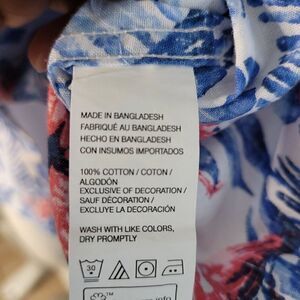 MADE IN BANGLADESH
FABRIQUÉ AU BANGLADESH
HECHO EN BANGLADESH
CON INSUMOS IMPORTADOS
100% COTTON / COTON /
ALGODÓN
EXCLUSIVE OF DECORATION /
SAUF DÉCORATION /
EXCLUYE LA DECORACIÓN
WASH WITH LIKE COLORS,
DRY PROMPTLY
30
TM